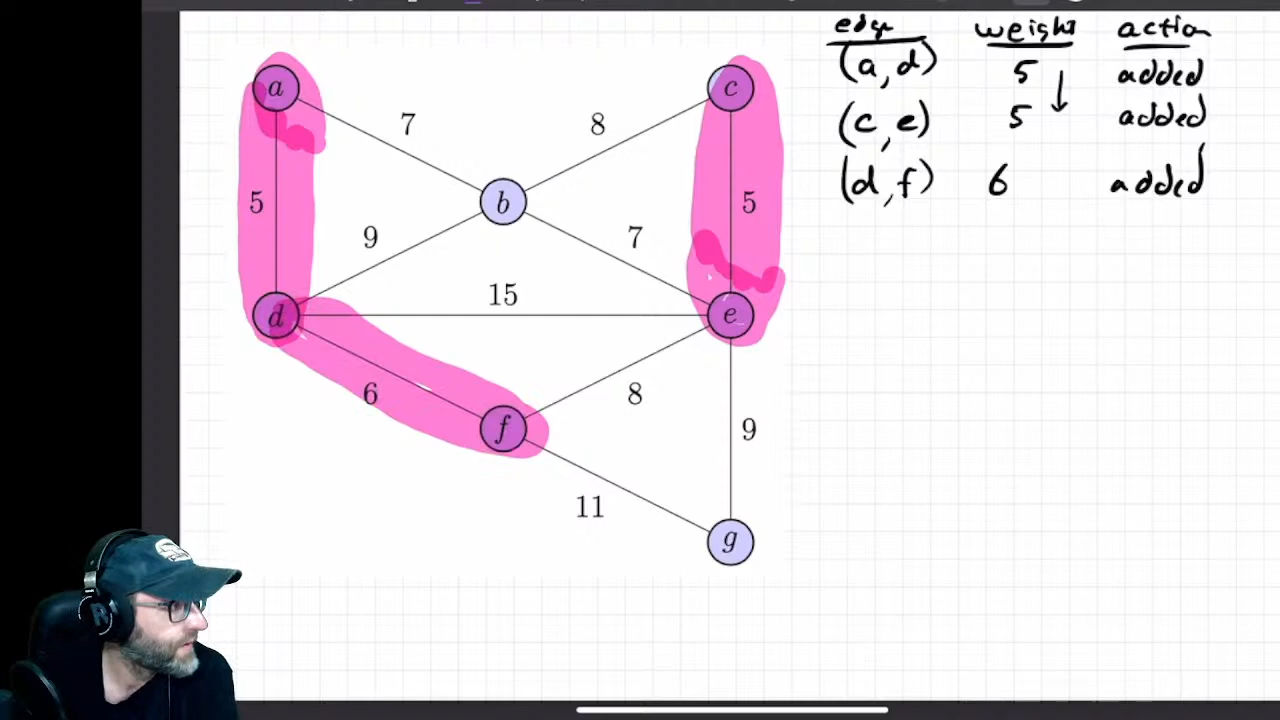 edge weight action
(a,d) 5 added
(c,e) 5 added
(d,f) 6 added
a
c
7
8
5
b
5
9
7
15
d
e
6
8
f
9
11
g